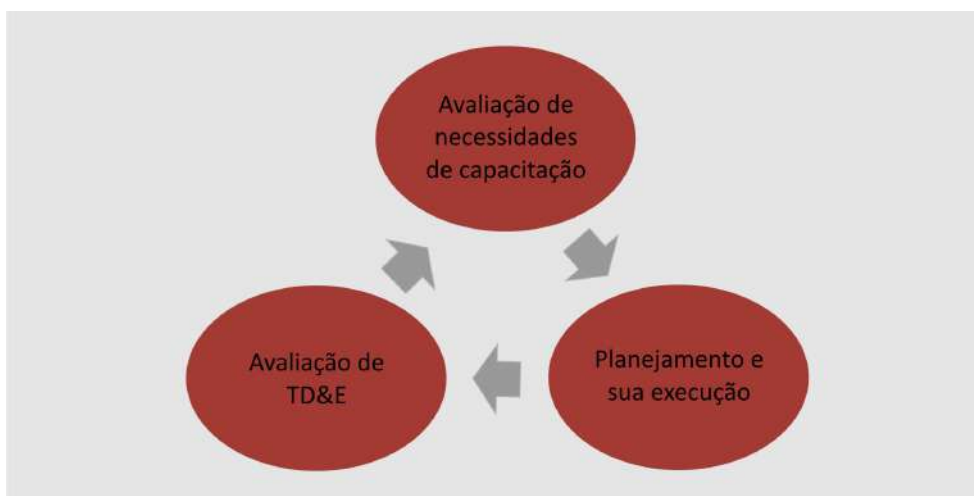 Avaliação de
necessidades
de capacitação
Avaliação de
TD&E
Planejamento e
sua execução